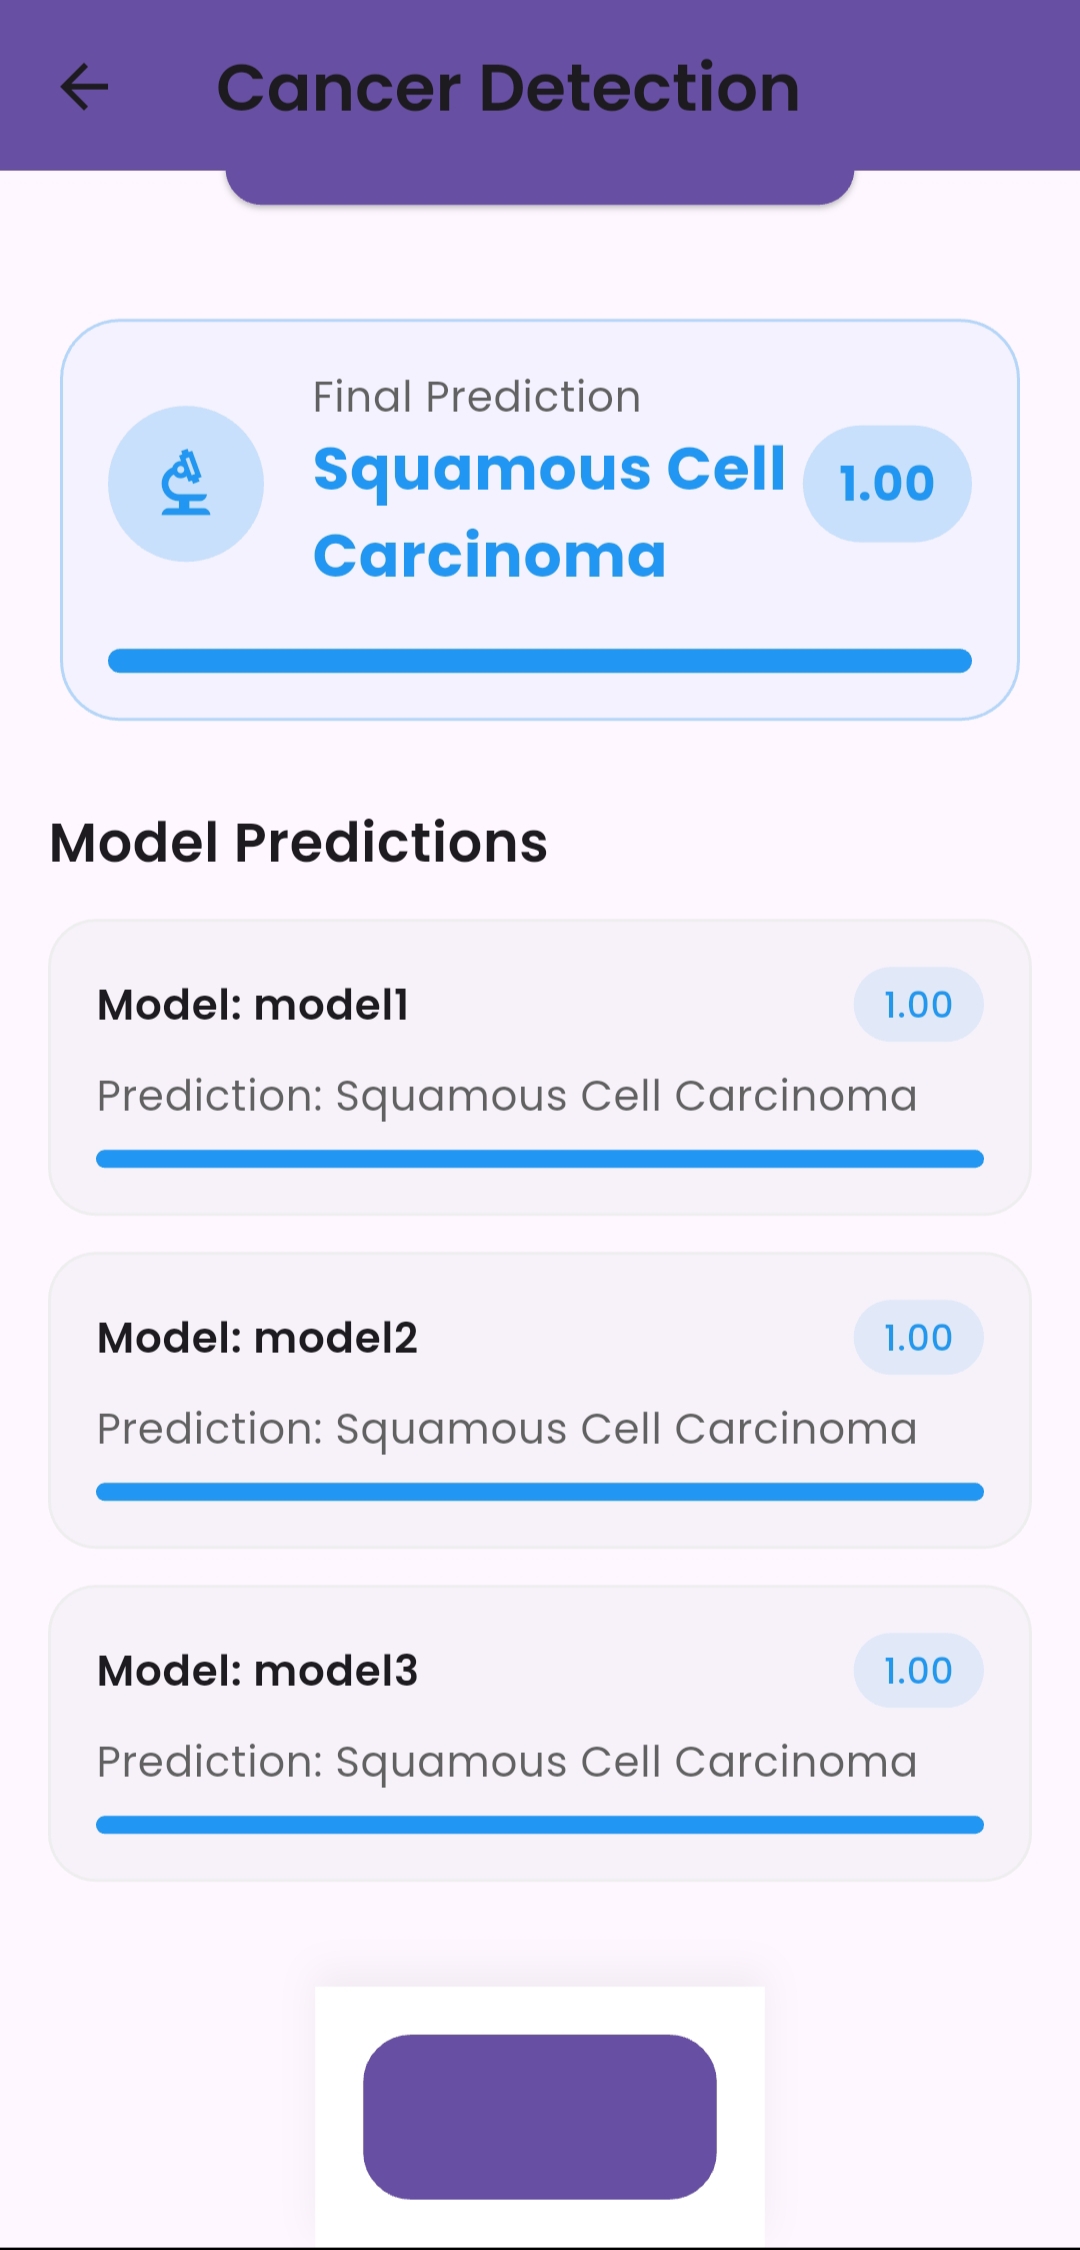 Cancer Detection
Final Prediction
Squamous Cell
Carcinoma
1.00
Model Predictions
Model: model1
1.00
Prediction: Squamous Cell Carcinoma
Model: model2
1.00
Prediction: Squamous Cell Carcinoma
Model: model3
1.00
Prediction: Squamous Cell Carcinoma